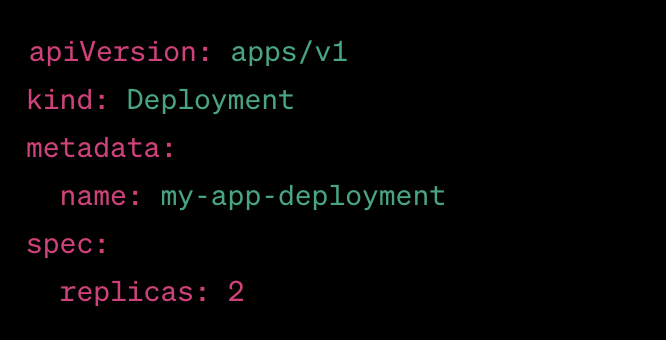 apiVersion: apps/v1
kind: Deployment
metadata:
  name: my-app-deployment
spec:
  replicas: 2